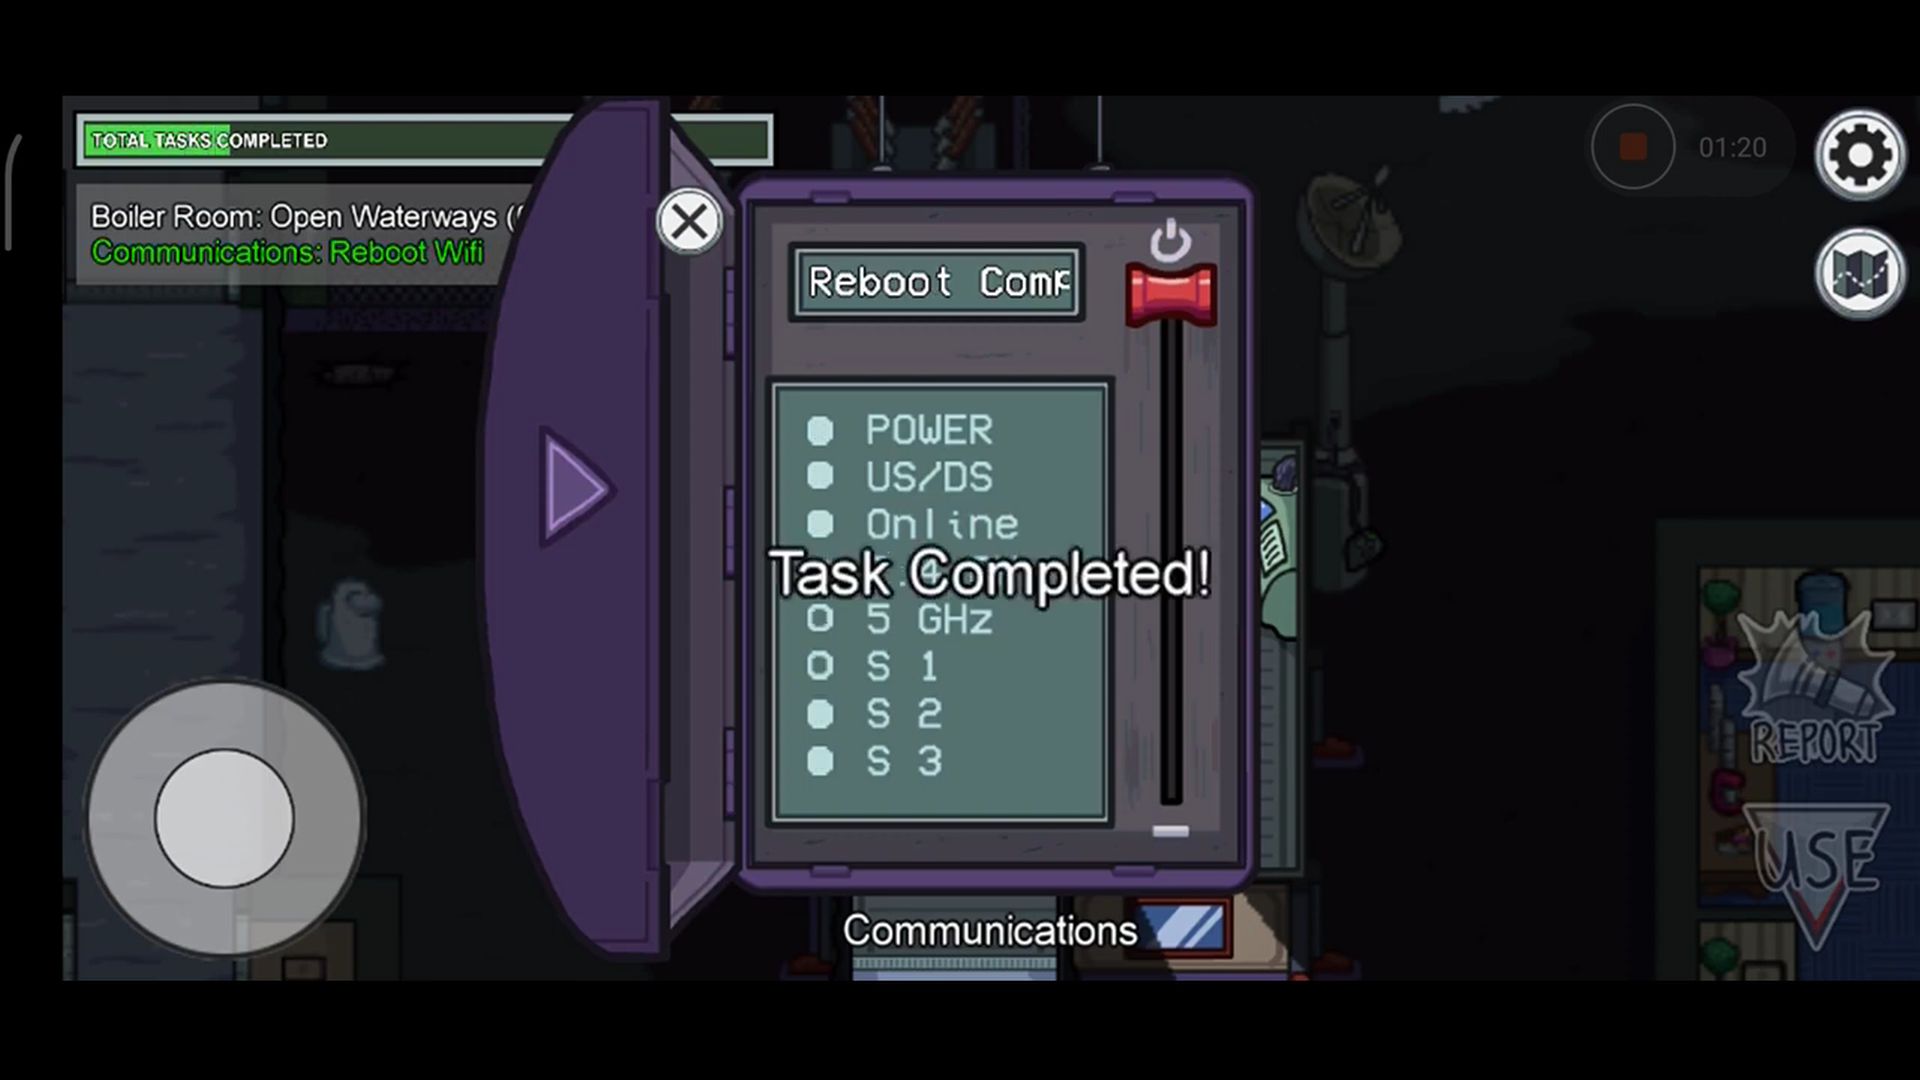 TOTAL TASKS COMPLETED
01:20
Boiler Room: Open Waterways (
Communications: Reboot Wifi
Reboot Comp
POWER
US/DS
Online
Task Completed!
5 GHz
S 1
S 2
S 3
REPORT
USE
Communications